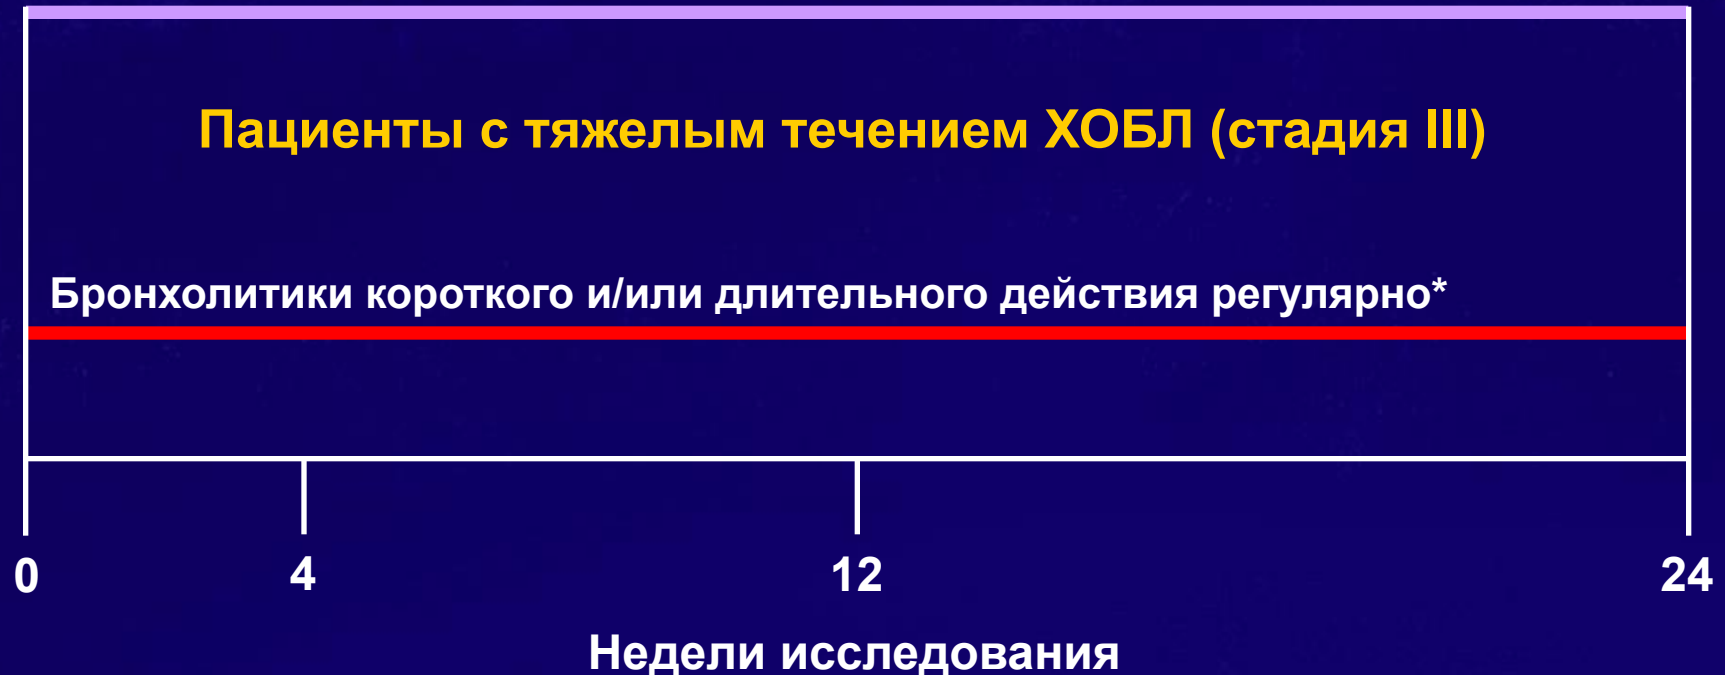 Пациенты с тяжелым течением ХОБЛ (стадия III)
Бронхолитики короткого и/или длительного действия регулярно*
0 4 12 24
Недели исследования